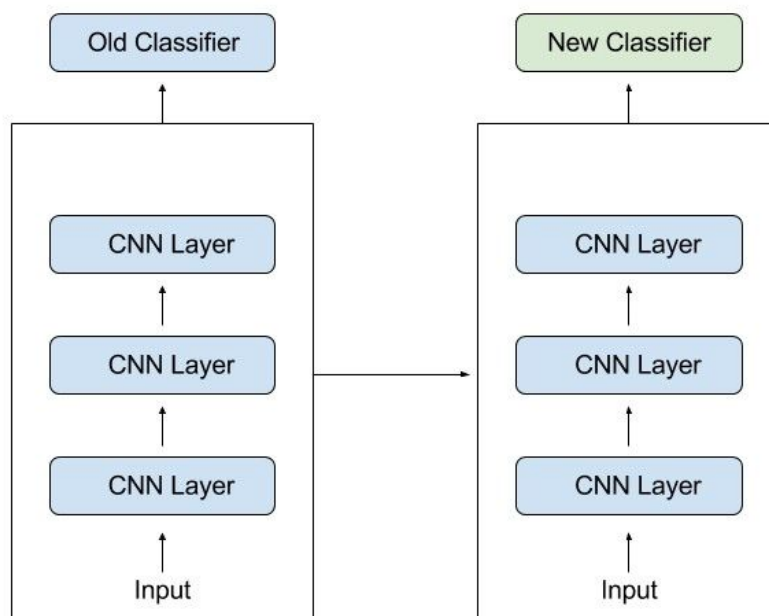 Old Classifier
CNN Layer
CNN Layer
CNN Layer
Input
New Classifier
CNN Layer
CNN Layer
CNN Layer
Input